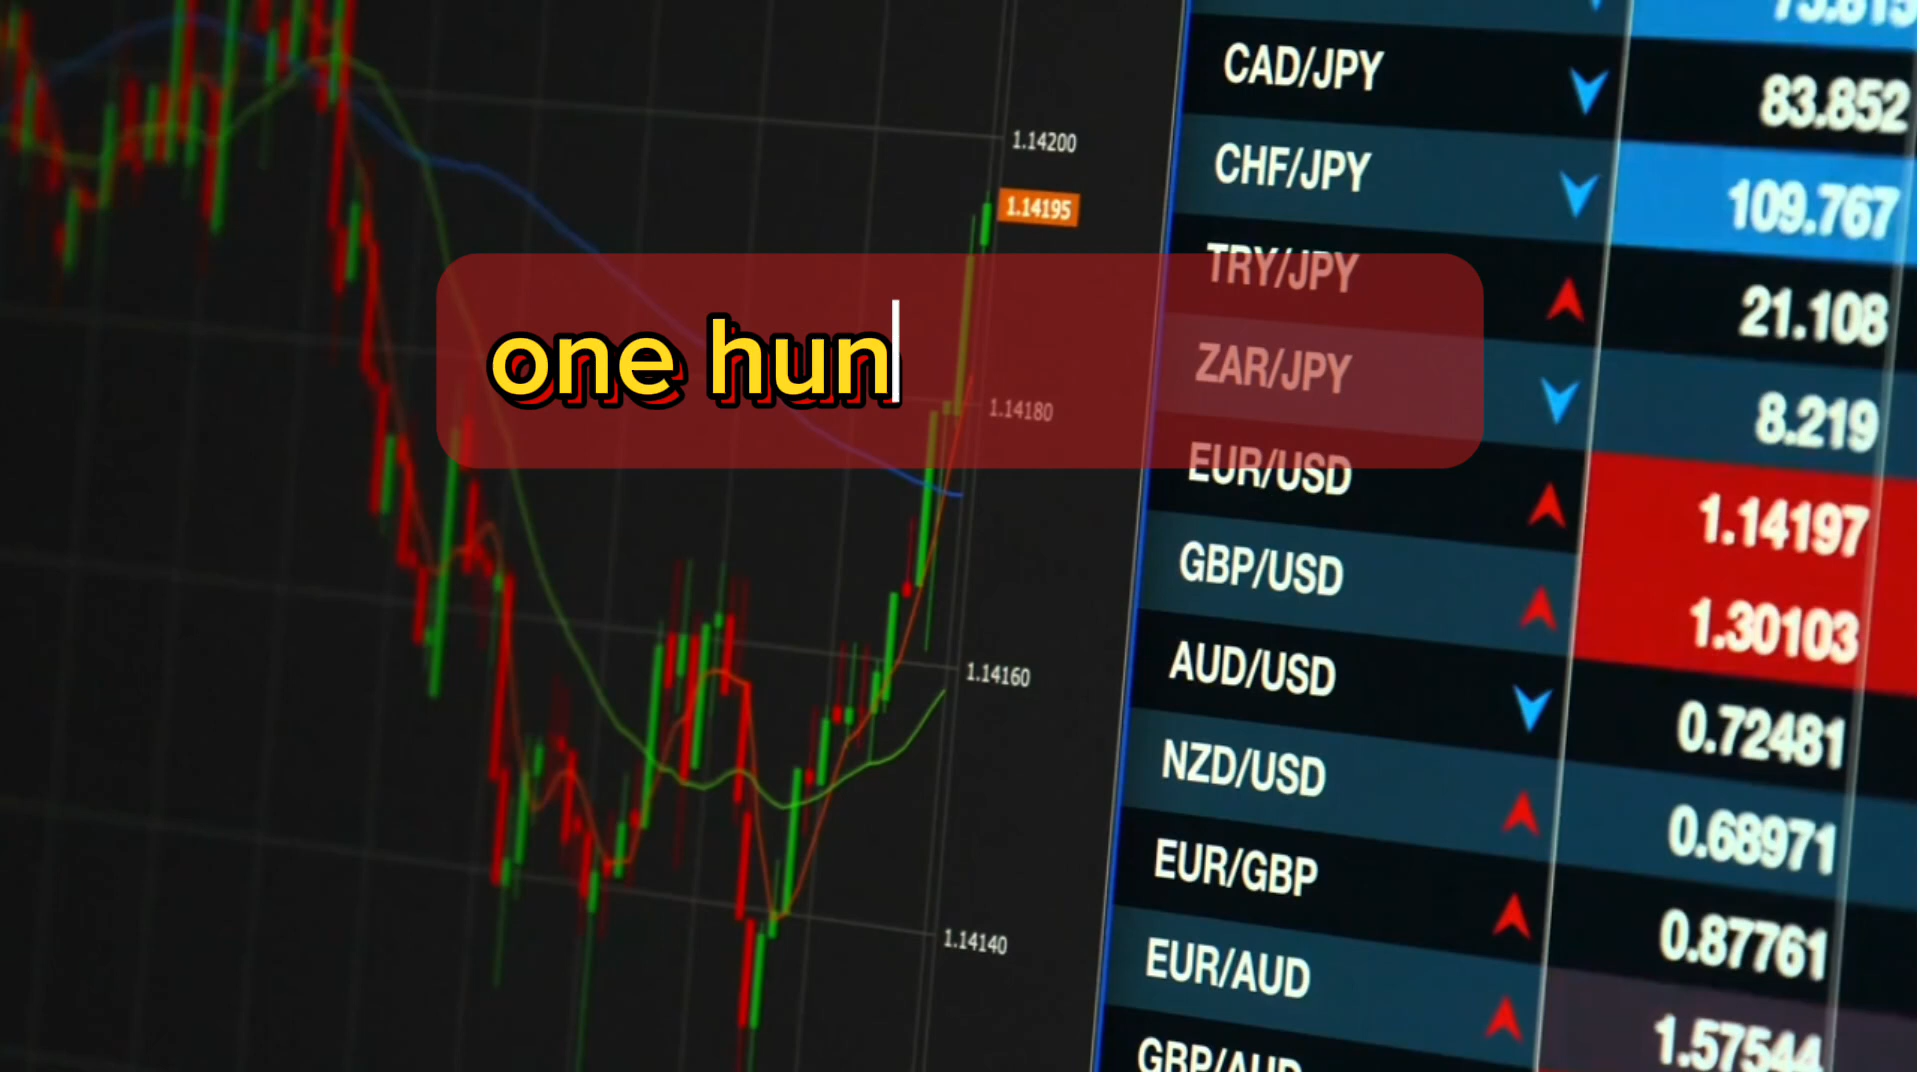 CAD/JPY 83.852
1.14200
CHF/JPY 109.767
1.14195
TRY/JPY 21.108
one hun
ZAR/JPY 8.219
1.14180
EUR/USD 1.14197
GBP/USD 1.30103
1.14160
AUD/USD 0.72481
NZD/USD 0.68971
EUR/GBP 0.87761
1.14140
EUR/AUD 1.57544